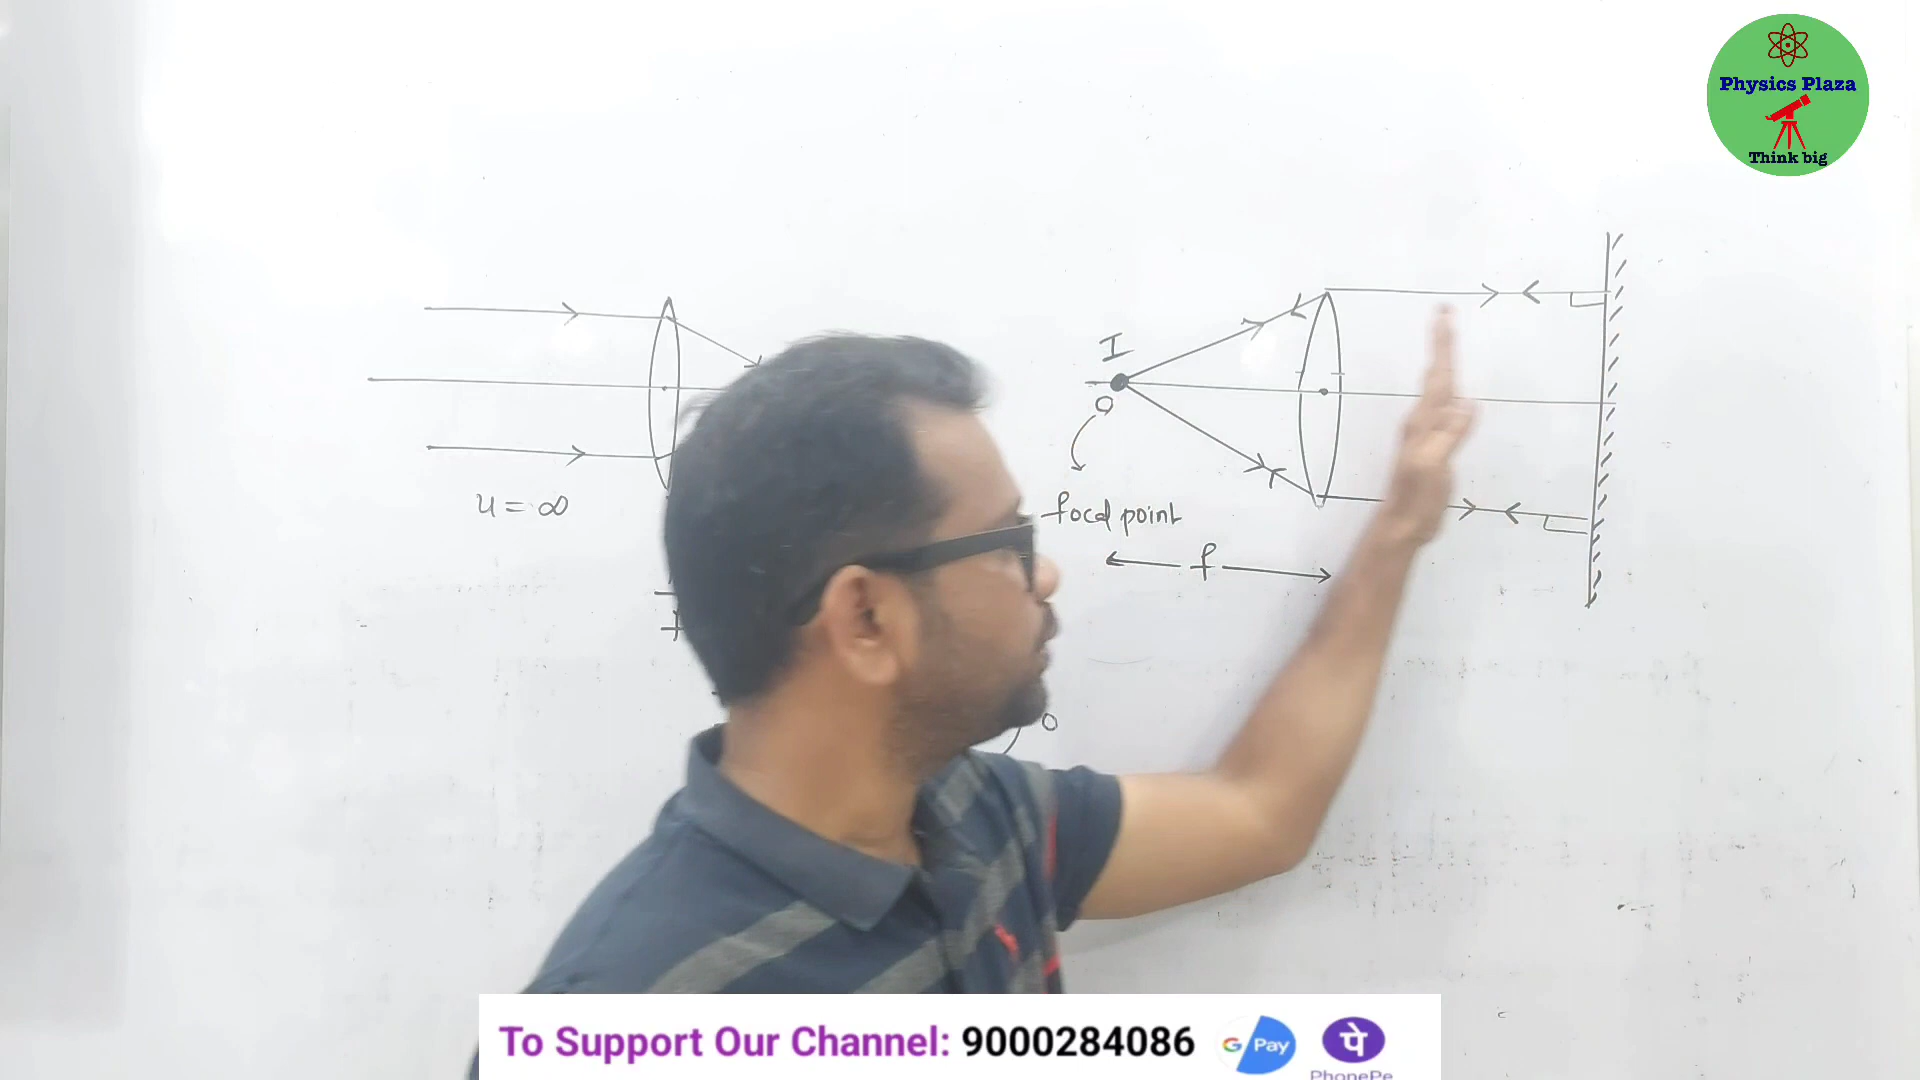 Physics Plaza
Think big
I
O
focal point
u = ∞
f
f
o
To Support Our Channel: 9000284086
G Pay
पे
PhonePe